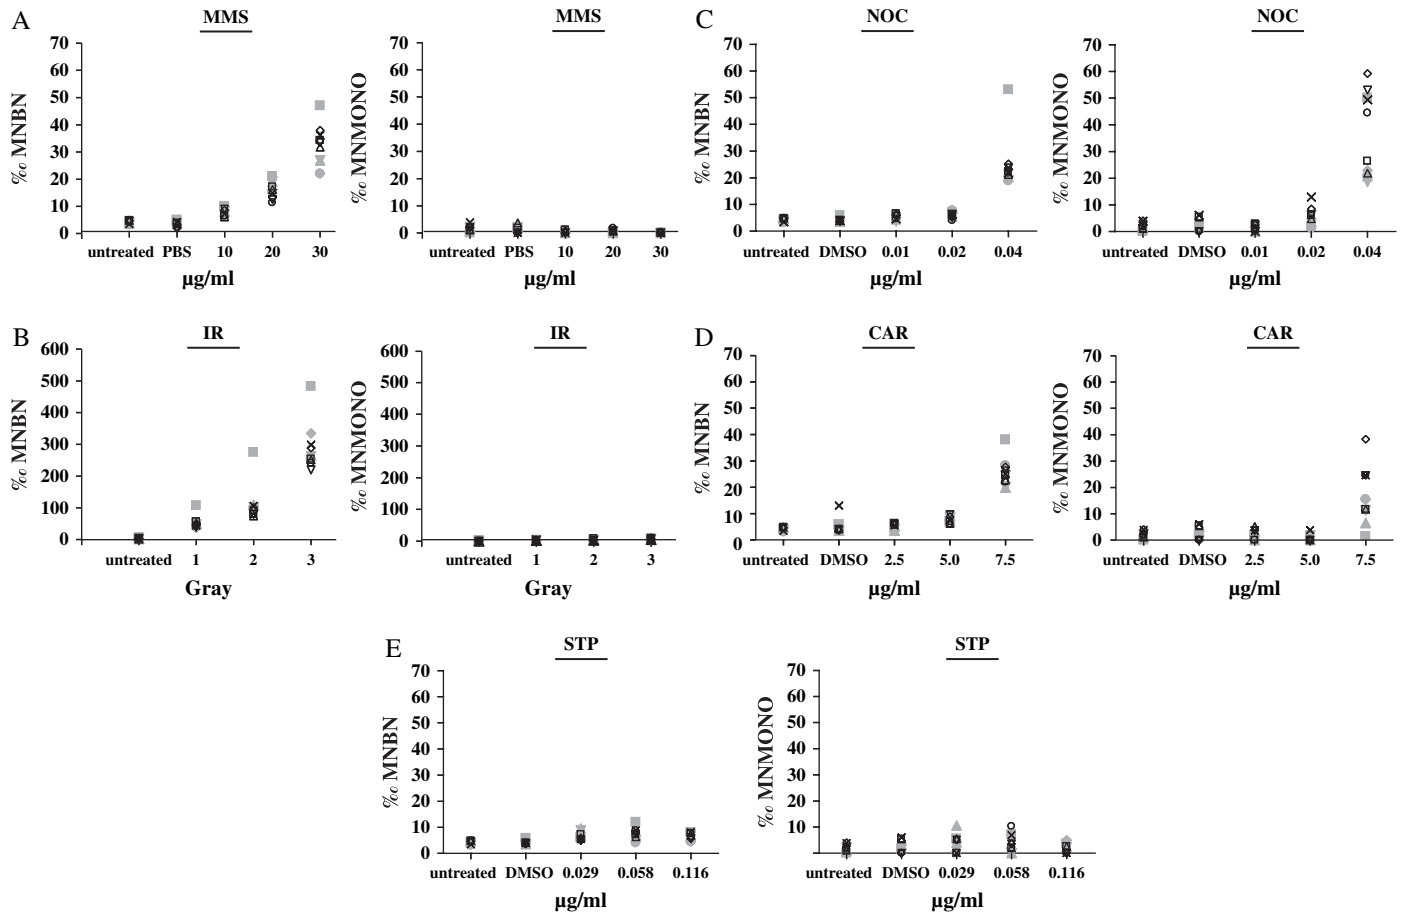 A
MMS
70
60
50
40
30
20
10
0
‰ MNBN
untreated PBS 10 20 30
µg/ml
MMS
70
60
50
40
30
20
10
0
‰ MNMONO
untreated PBS 10 20 30
µg/ml
C
NOC
70
60
50
40
30
20
10
0
‰ MNBN
untreated DMSO 0.01 0.02 0.04
µg/ml
NOC
70
60
50
40
30
20
10
0
‰ MNMONO
untreated DMSO 0.01 0.02 0.04
µg/ml
B
IR
600
500
400
300
200
100
0
‰ MNBN
untreated 1 2 3
Gray
IR
600
500
400
300
200
100
0
‰ MNMONO
untreated 1 2 3
Gray
D
CAR
70
60
50
40
30
20
10
0
‰ MNBN
untreated DMSO 2.5 5.0 7.5
µg/ml
CAR
70
60
50
40
30
20
10
0
‰ MNMONO
untreated DMSO 2.5 5.0 7.5
µg/ml
E
STP
70
60
50
40
30
20
10
0
‰ MNBN
untreated DMSO 0.029 0.058 0.116
µg/ml
STP
70
60
50
40
30
20
10
‰ MNMONO
untreated DMSO 0.029 0.058 0.116
µg/ml